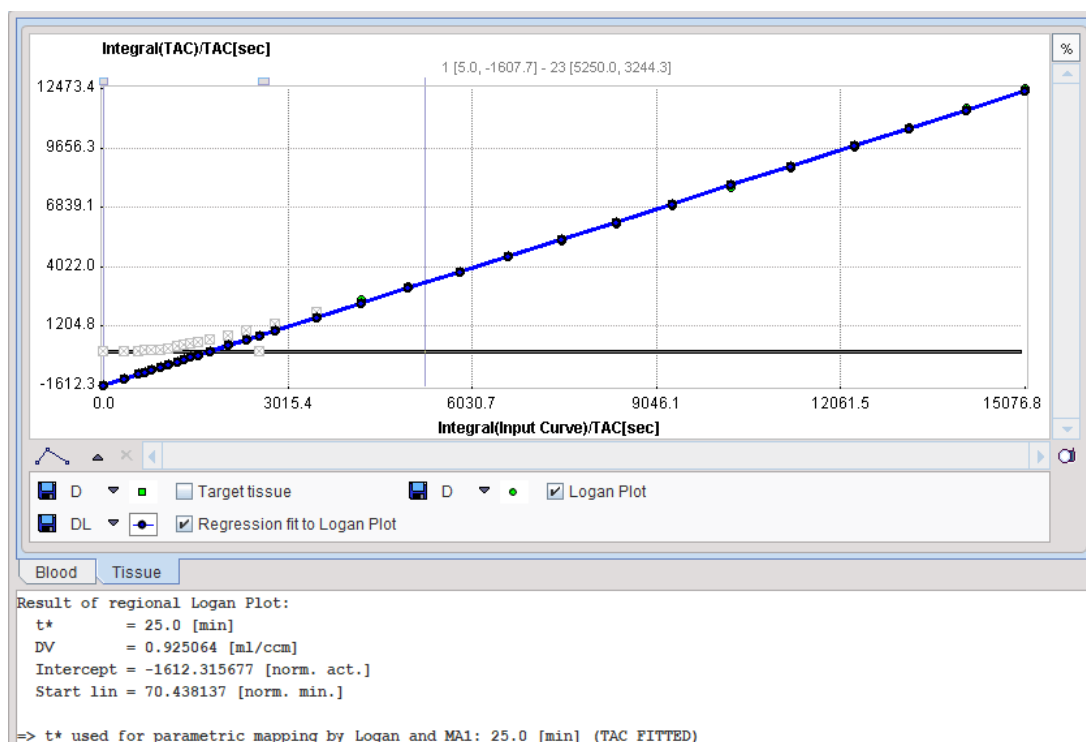 Integral(TAC)/TAC[sec]
%
1 [5.0, -1607.7] - 23 [5250.0, 3244.3]
12473.4
9656.3
6839.1
4022.0
1204.8
-1612.3
0.0 3015.4 6030.7 9046.1 12061.5 15076.8
Integral(Input Curve)/TAC[sec]
D Target tissue D Logan Plot
DL Regression fit to Logan Plot
Blood Tissue
Result of regional Logan Plot:
t* = 25.0 [min]
DV = 0.925064 [ml/ccm]
Intercept = -1612.315677 [norm. act.]
Start lin = 70.438137 [norm. min.]
=> t* used for parametric mapping by Logan and MA1: 25.0 [min] (TAC FITTED)